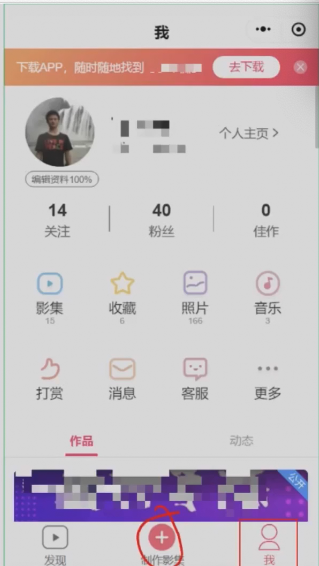 我
下载APP，随时随地找到
去下载
个人主页 >
编辑资料100%
14 40 0
关注 粉丝 佳作
影集 收藏 照片 音乐
15 6 166 3
打赏 消息 客服 更多
作品 动态
公开
发现 制作影集 我